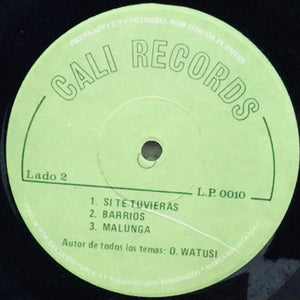 PRENSADO EN COLOMBIA POR DISCOS FUENTES
CALI RECORDS
Lado 2
L.P. 0010
1. SI TE TUVIERAS
2. BARRIOS
3. MALUNGA
Autor de todos los temas: O. WATUSI